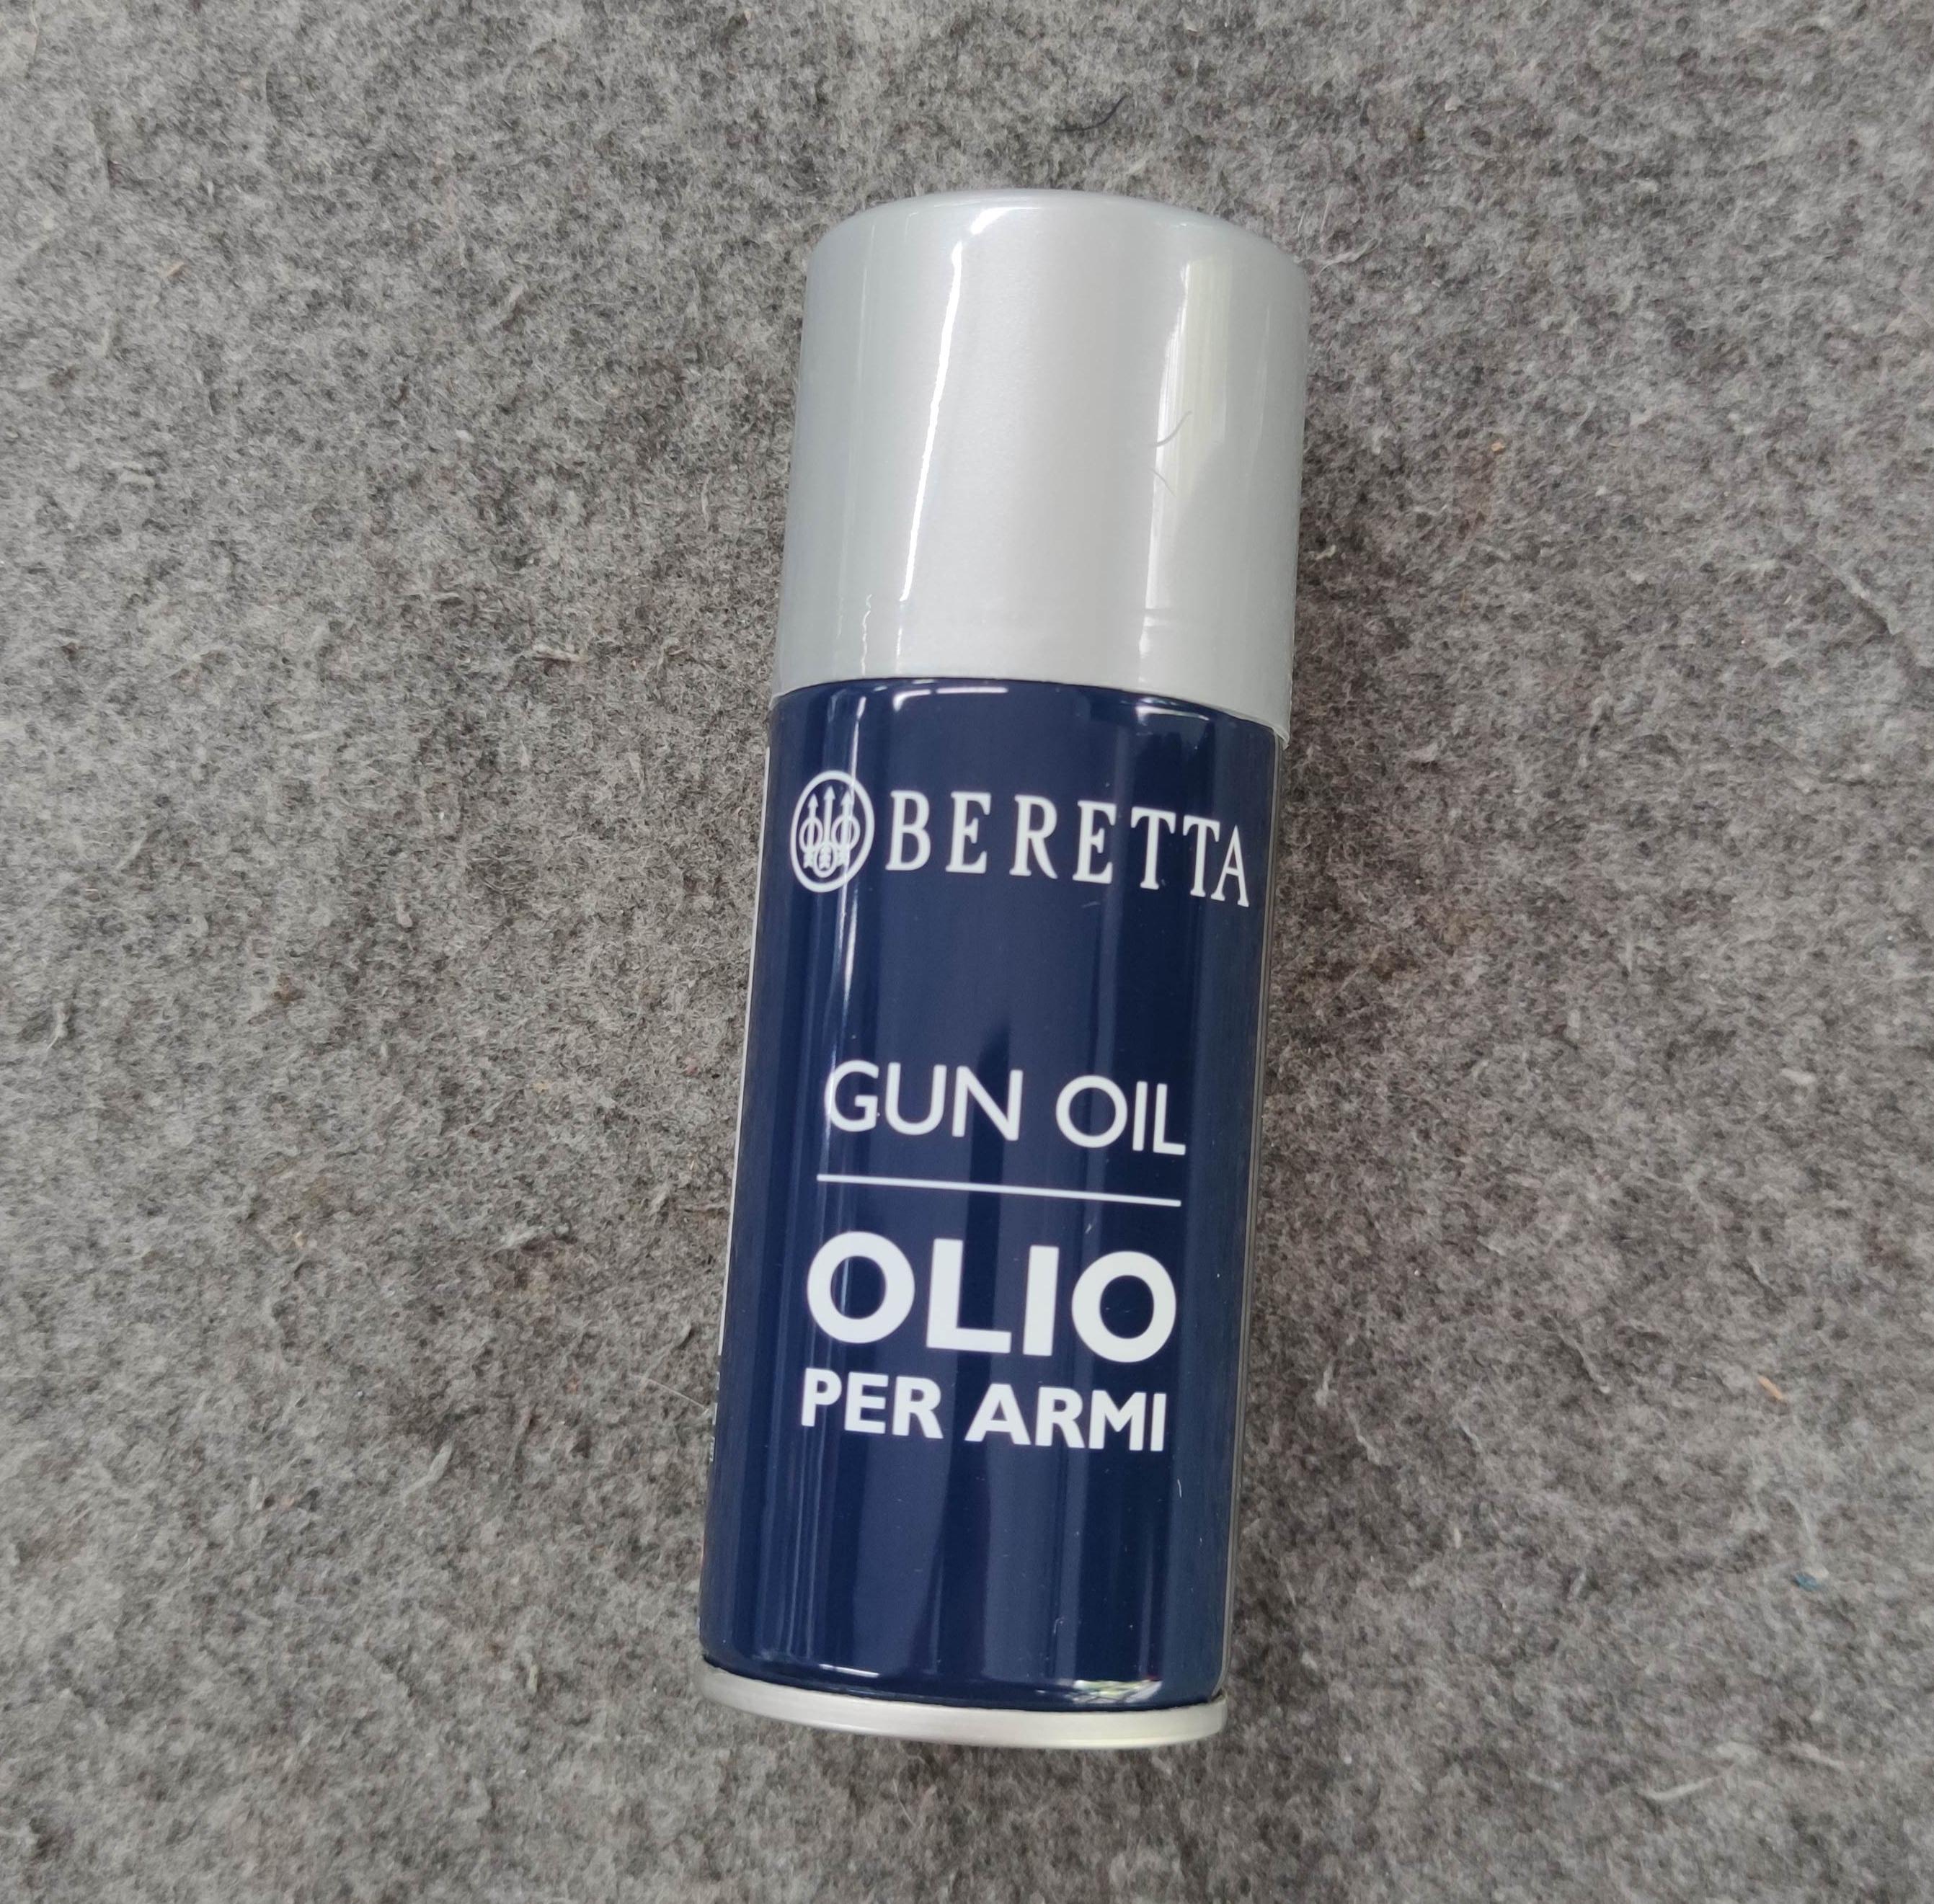 BERETTA
GUN OIL
OLIO
PER ARMI